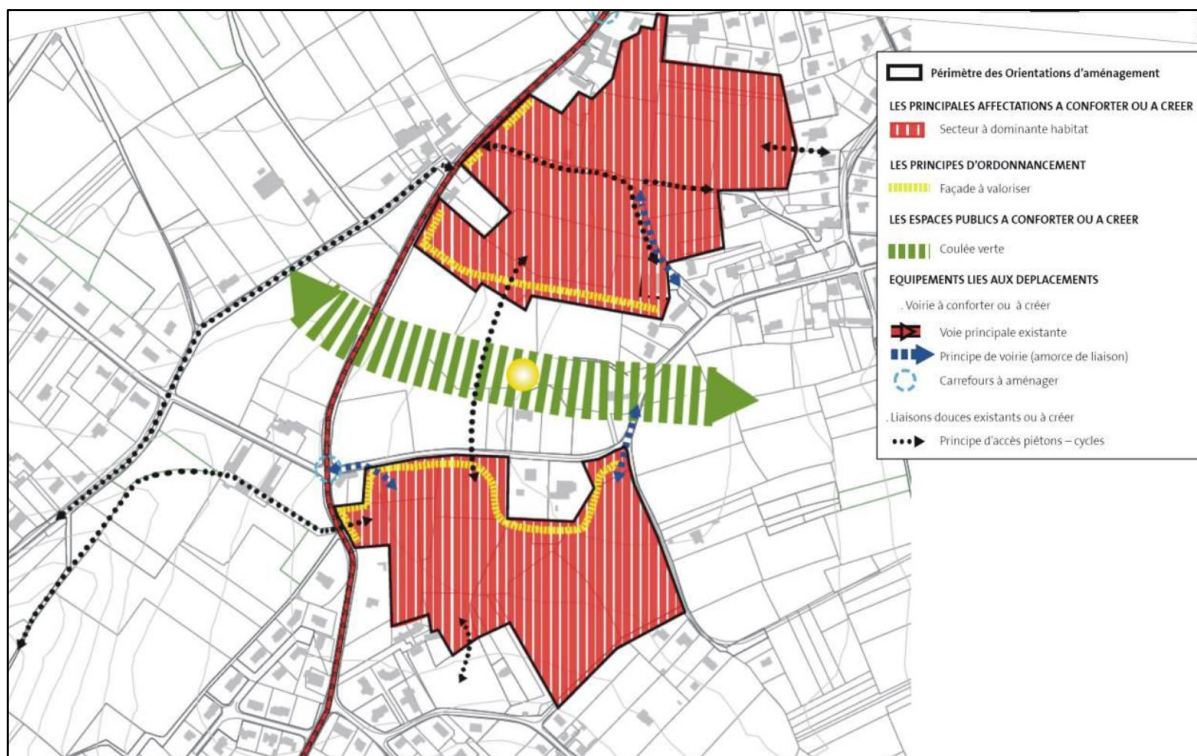 Périmètre des Orientations d'aménagement
LES PRINCIPALES AFFECTATIONS A CONFORTER OU A CREER
Secteur à dominante habitat
LES PRINCIPES D'ORDONNANCEMENT
Façade à valoriser
LES ESPACES PUBLICS A CONFORTER OU A CREER
Coulée verte
EQUIPEMENTS LIES AUX DEPLACEMENTS
. Voirie à conforter ou à créer
Voie principale existante
Principe de voirie (amorce de liaison)
Carrefours à aménager
. Liaisons douces existants ou à créer
Principe d'accès piétons – cycles